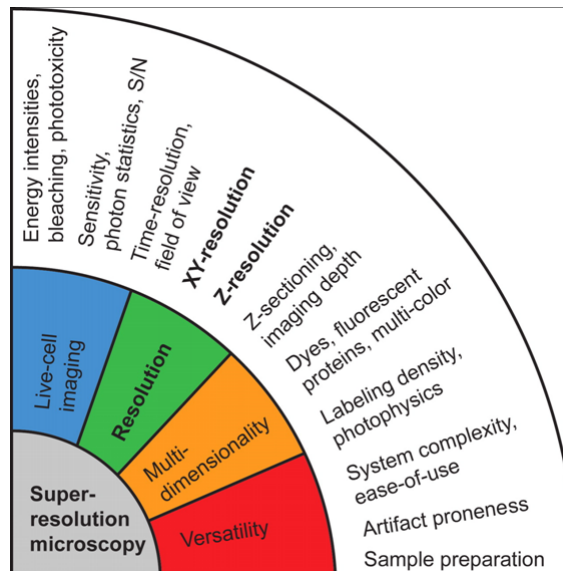 Energy intensities,
bleaching, phototoxicity
Sensitivity,
photon statistics, S/N
Time-resolution,
field of view
XY-resolution
Z-resolution
Z-sectioning,
imaging depth
Dyes, fluorescent
proteins, multi-color
Labeling density,
photophysics
System complexity,
ease-of-use
Artifact proneness
Sample preparation
Live-cell
imaging
Resolution
Multi-
dimensionality
Versatility
Super-
resolution
microscopy